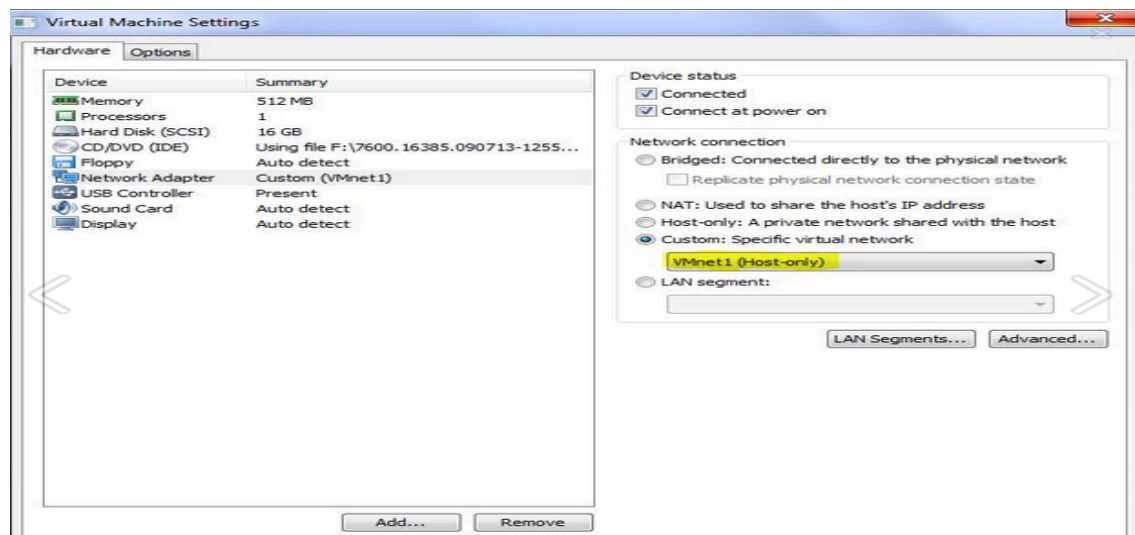 Virtual Machine Settings
Hardware Options
Device Summary
Memory 512 MB
Processors 1
Hard Disk (SCSI) 16 GB
CD/DVD (IDE) Using file F:\7600.16385.090713-1255...
Floppy Auto detect
Network Adapter Custom (VMnet1)
USB Controller Present
Sound Card Auto detect
Display Auto detect
Add... Remove
Device status
Connected
Connect at power on
Network connection
Bridged: Connected directly to the physical network
Replicate physical network connection state
NAT: Used to share the host's IP address
Host-only: A private network shared with the host
Custom: Specific virtual network
VMnet1 (Host-only)
LAN segment:
LAN Segments... Advanced...